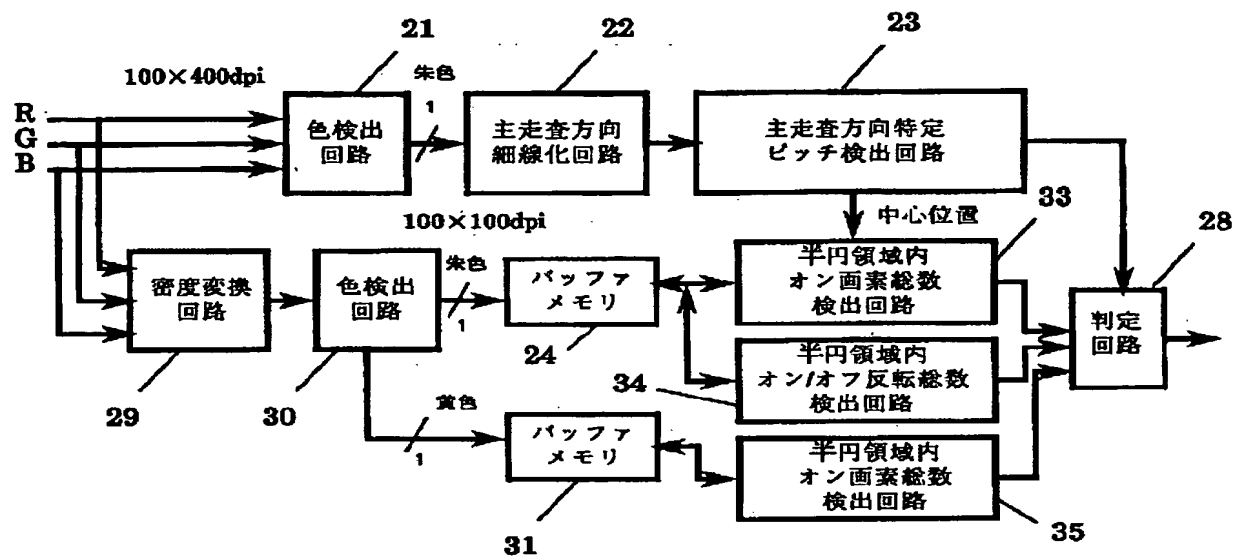 21
22
23
100×400dpi
朱色
1
R
G
B
色検出
回路
主走査方向
細線化回路
主走査方向特定
ピッチ検出回路
100×100dpi
中心位置
33
28
密度変換
回路
色検出
回路
朱色
1
バッファ
メモリ
半円領域内
オン画素総数
検出回路
判定
回路
24
半円領域内
オン/オフ反転総数
検出回路
34
29
30
黄色
1
バッファ
メモリ
半円領域内
オン画素総数
検出回路
31
35